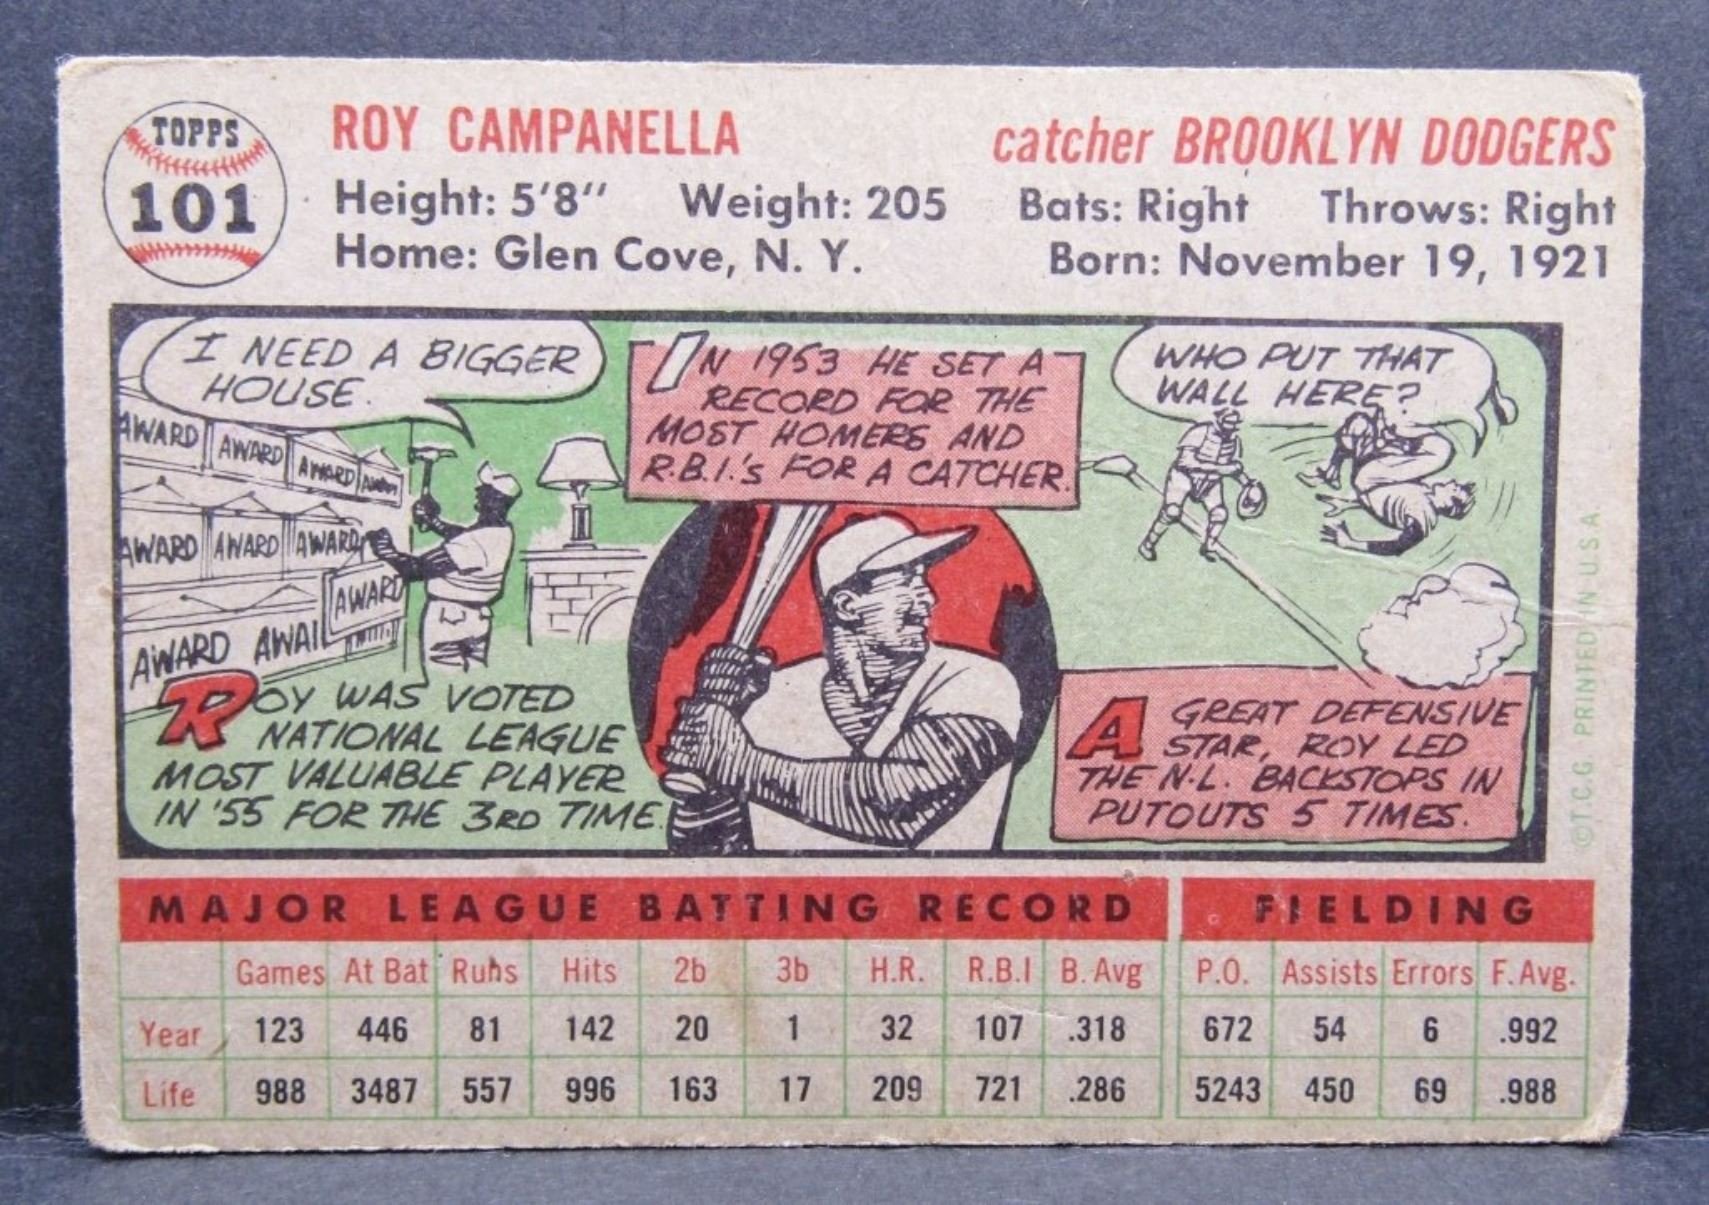 TOPPS
101
ROY CAMPANELLA
catcher BROOKLYN DODGERS
Height: 5'8" Weight: 205 Bats: Right Throws: Right
Home: Glen Cove, N. Y. Born: November 19, 1921
I NEED A BIGGER
HOUSE.
AWARD AWARD AWARD
AWARD AWARD AWARD
AWARD
AWARD
IN 1953 HE SET A
RECORD FOR THE
MOST HOMERS AND
R.B.I.'s FOR A CATCHER.
WHO PUT THAT
WALL HERE?
ROY WAS VOTED
NATIONAL LEAGUE
MOST VALUABLE PLAYER
IN '55 FOR THE 3RD TIME.
A GREAT DEFENSIVE
STAR, ROY LED
THE N.L. BACKSTOPS IN
PUTOUTS 5 TIMES.
©T.C.G. PRINTED IN U.S.A.
MAJOR LEAGUE BATTING RECORD FIELDING
Games At Bat Runs Hits 2b 3b H.R. R.B.I B. Avg P.O. Assists Errors F. Avg.
Year 123 446 81 142 20 1 32 107 .318 672 54 6 .992
Life 988 3487 557 996 163 17 209 721 .286 5243 450 69 .988